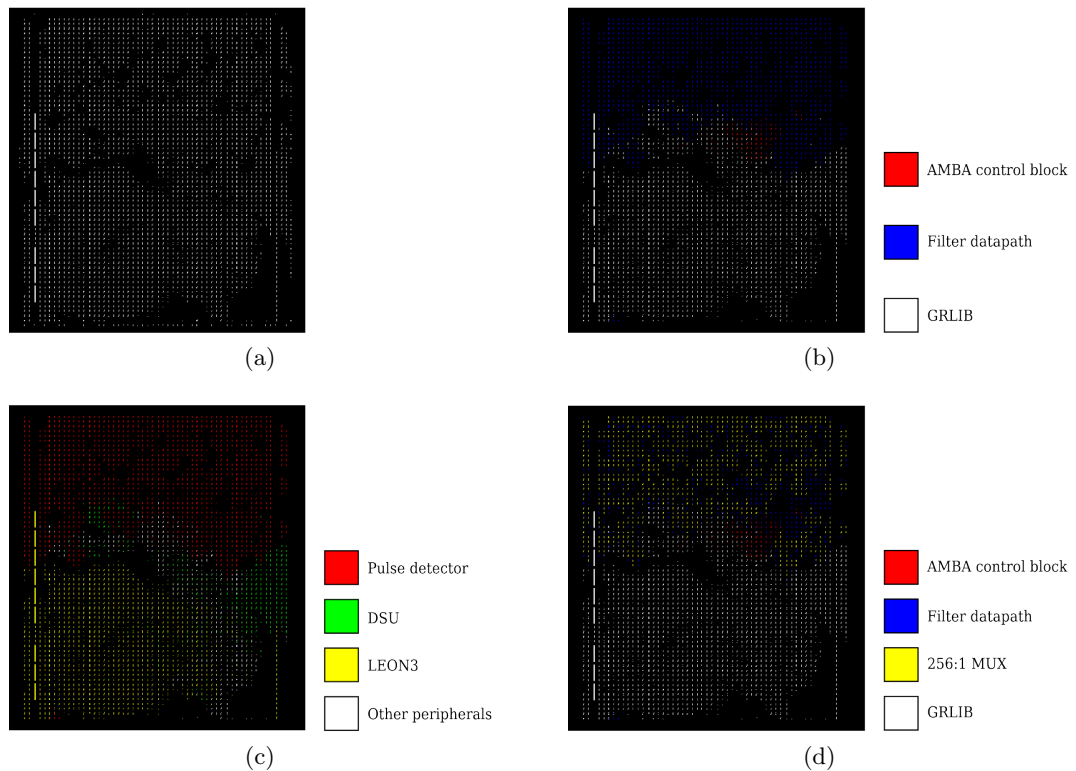 (a)
AMBA control block
Filter datapath
GRLIB
(b)
Pulse detector
DSU
LEON3
Other peripherals
(c)
AMBA control block
Filter datapath
256:1 MUX
GRLIB
(d)